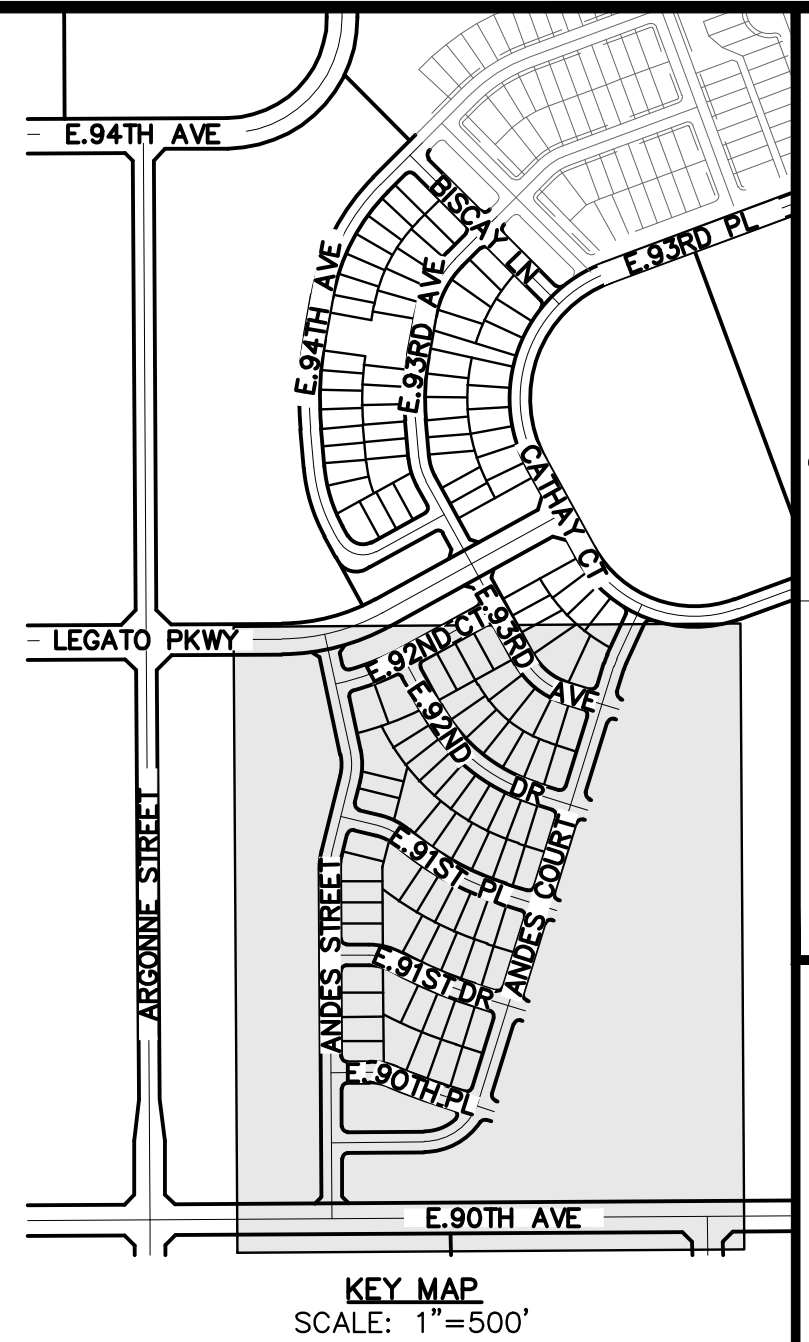 E.94TH AVE
BISCAY LN
E.93RD PL
E.94TH AVE
E.93RD AVE
CATHAY CT
LEGATO PKWY
E.92ND CT
E.93RD AVE
E.92ND DR
ARGONNE STREET
ANDES STREET
E.91ST PL
ANDES COURT
E.91ST DR
E.90TH PL
E.90TH AVE
KEY MAP
SCALE: 1"=500'